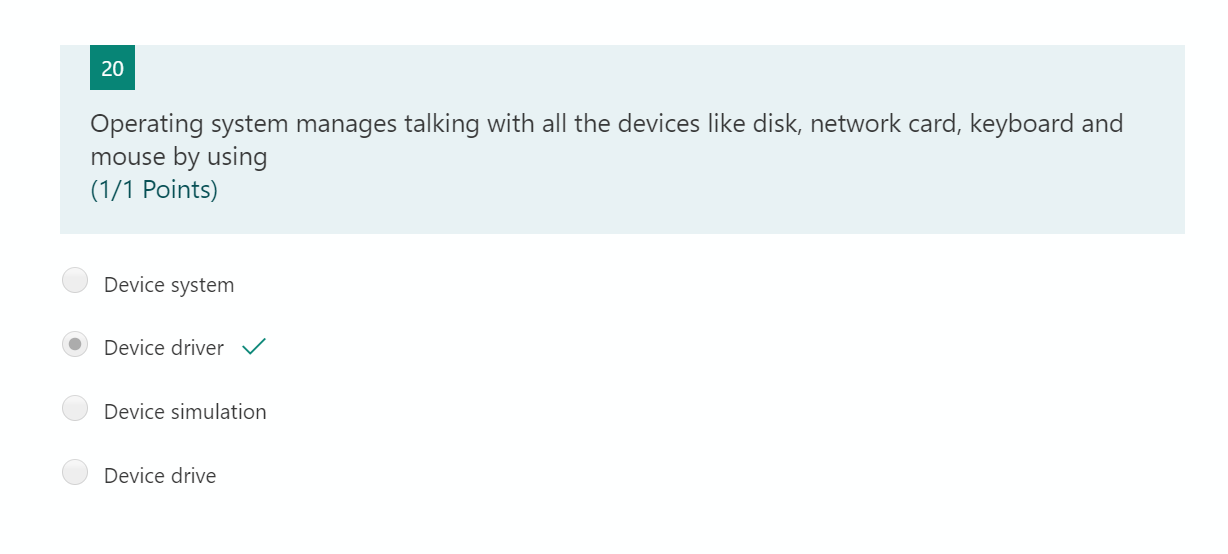 20
Operating system manages talking with all the devices like disk, network card, keyboard and
mouse by using
(1/1 Points)
Device system
Device driver
Device simulation
Device drive